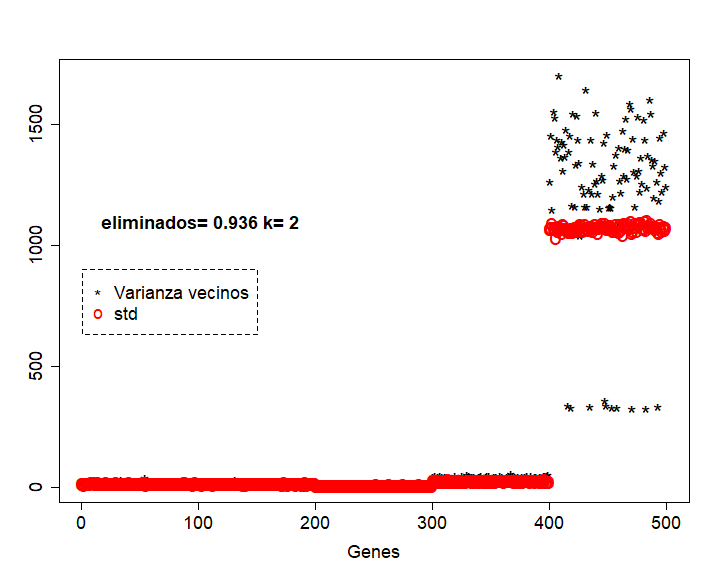 1500
1000
500
0
eliminados= 0.936 k= 2
* Varianza vecinos
std
0 100 200 300 400 500
Genes